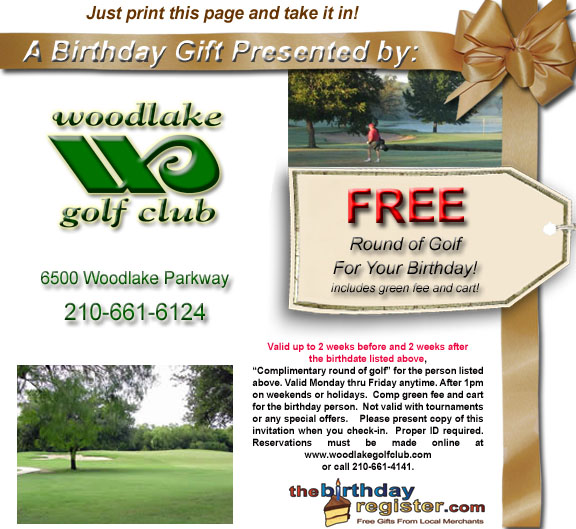 Just print this page and take it in!
A Birthday Gift Presented by:
woodlake
golf club
6500 Woodlake Parkway
210-661-6124
FREE
Round of Golf
For Your Birthday!
includes green fee and cart!
Valid up to 2 weeks before and 2 weeks after
the birthdate listed above,
“Complimentary round of golf” for the person listed
above. Valid Monday thru Friday anytime. After 1pm
on weekends or holidays. Comp green fee and cart
for the birthday person. Not valid with tournaments
or any special offers. Please present copy of this
invitation when you check-in. Proper ID required.
Reservations must be made online at
www.woodlakegolfclub.com
or call 210-661-4141.
the birthday
register.com
Free Gifts From Local Merchants